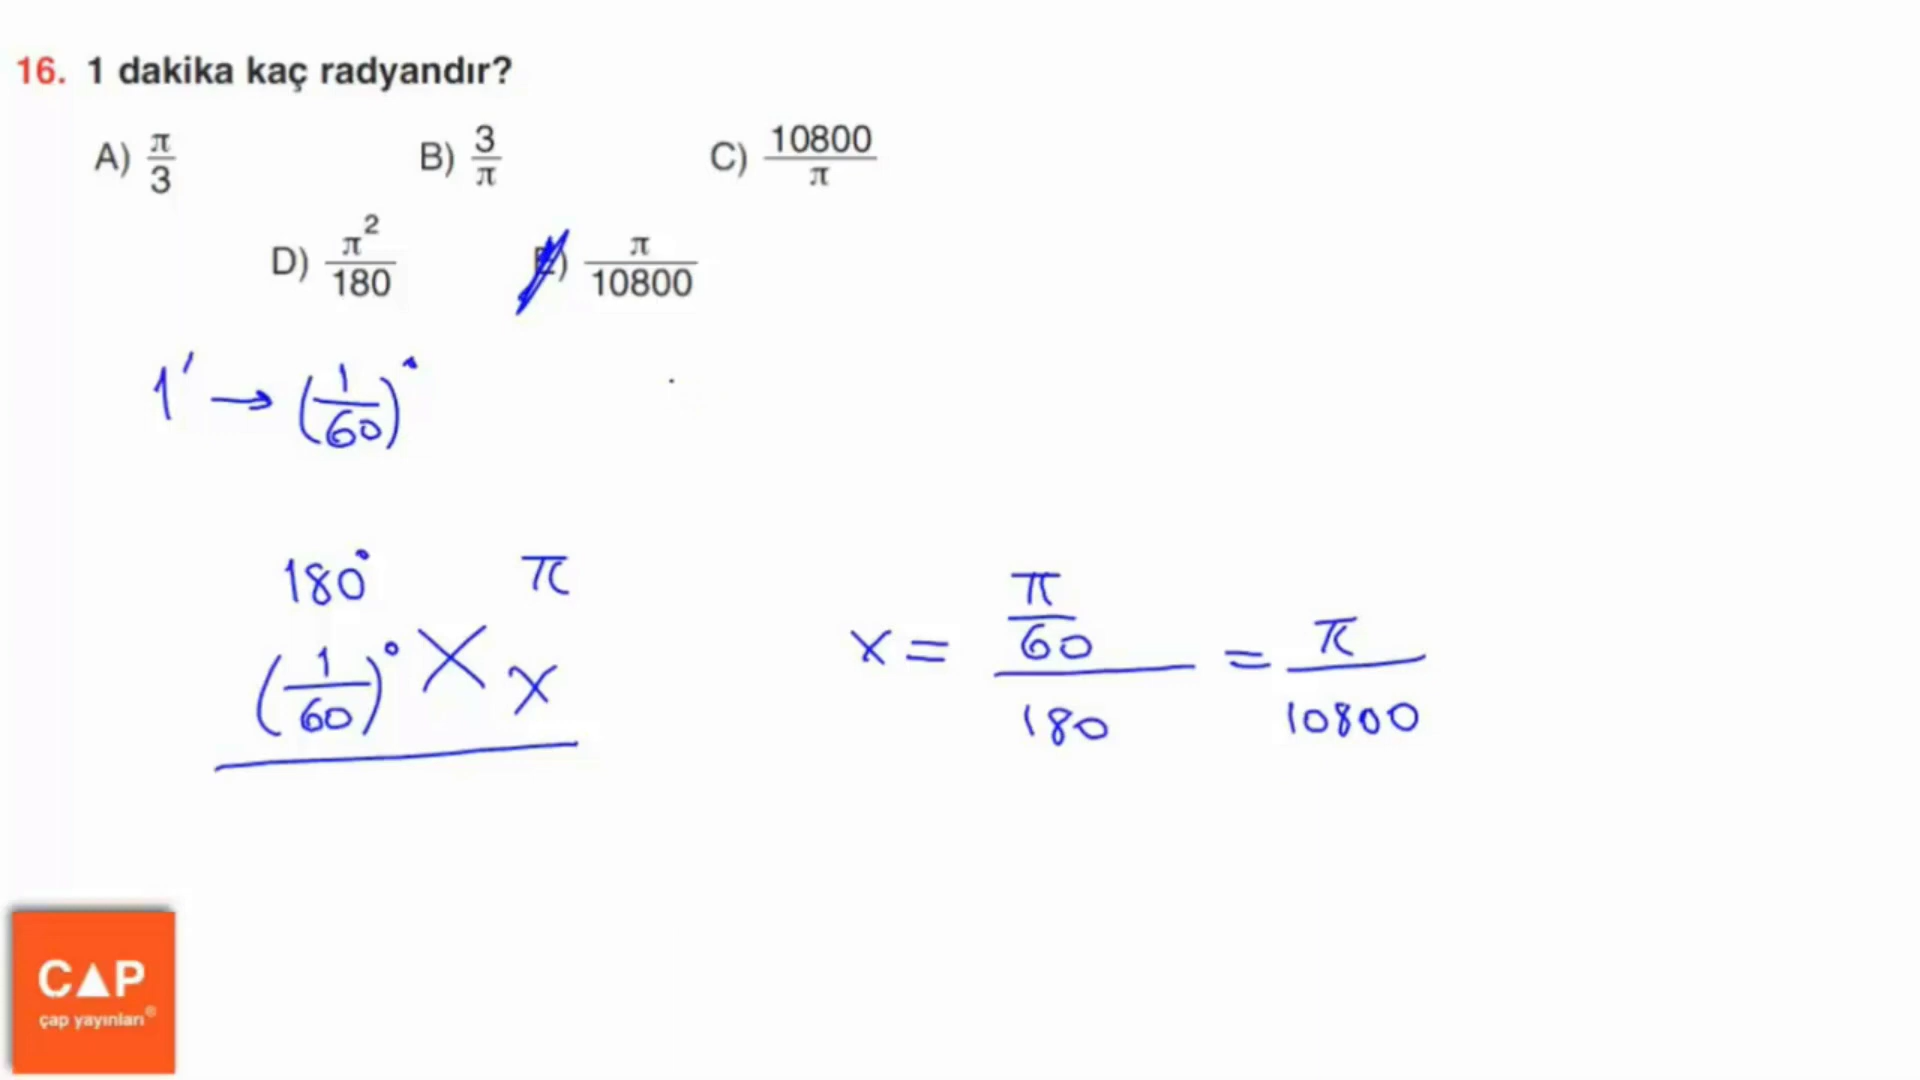 16. 1 dakika kaç radyandır?
A) π/3 B) 3/π C) 10800/π
D) π²/180 E) π/10800
1' → (1/60)°
180° π
(1/60)° X x
x = (π/60)/180 = π/10800
CAP
çap yayınları®